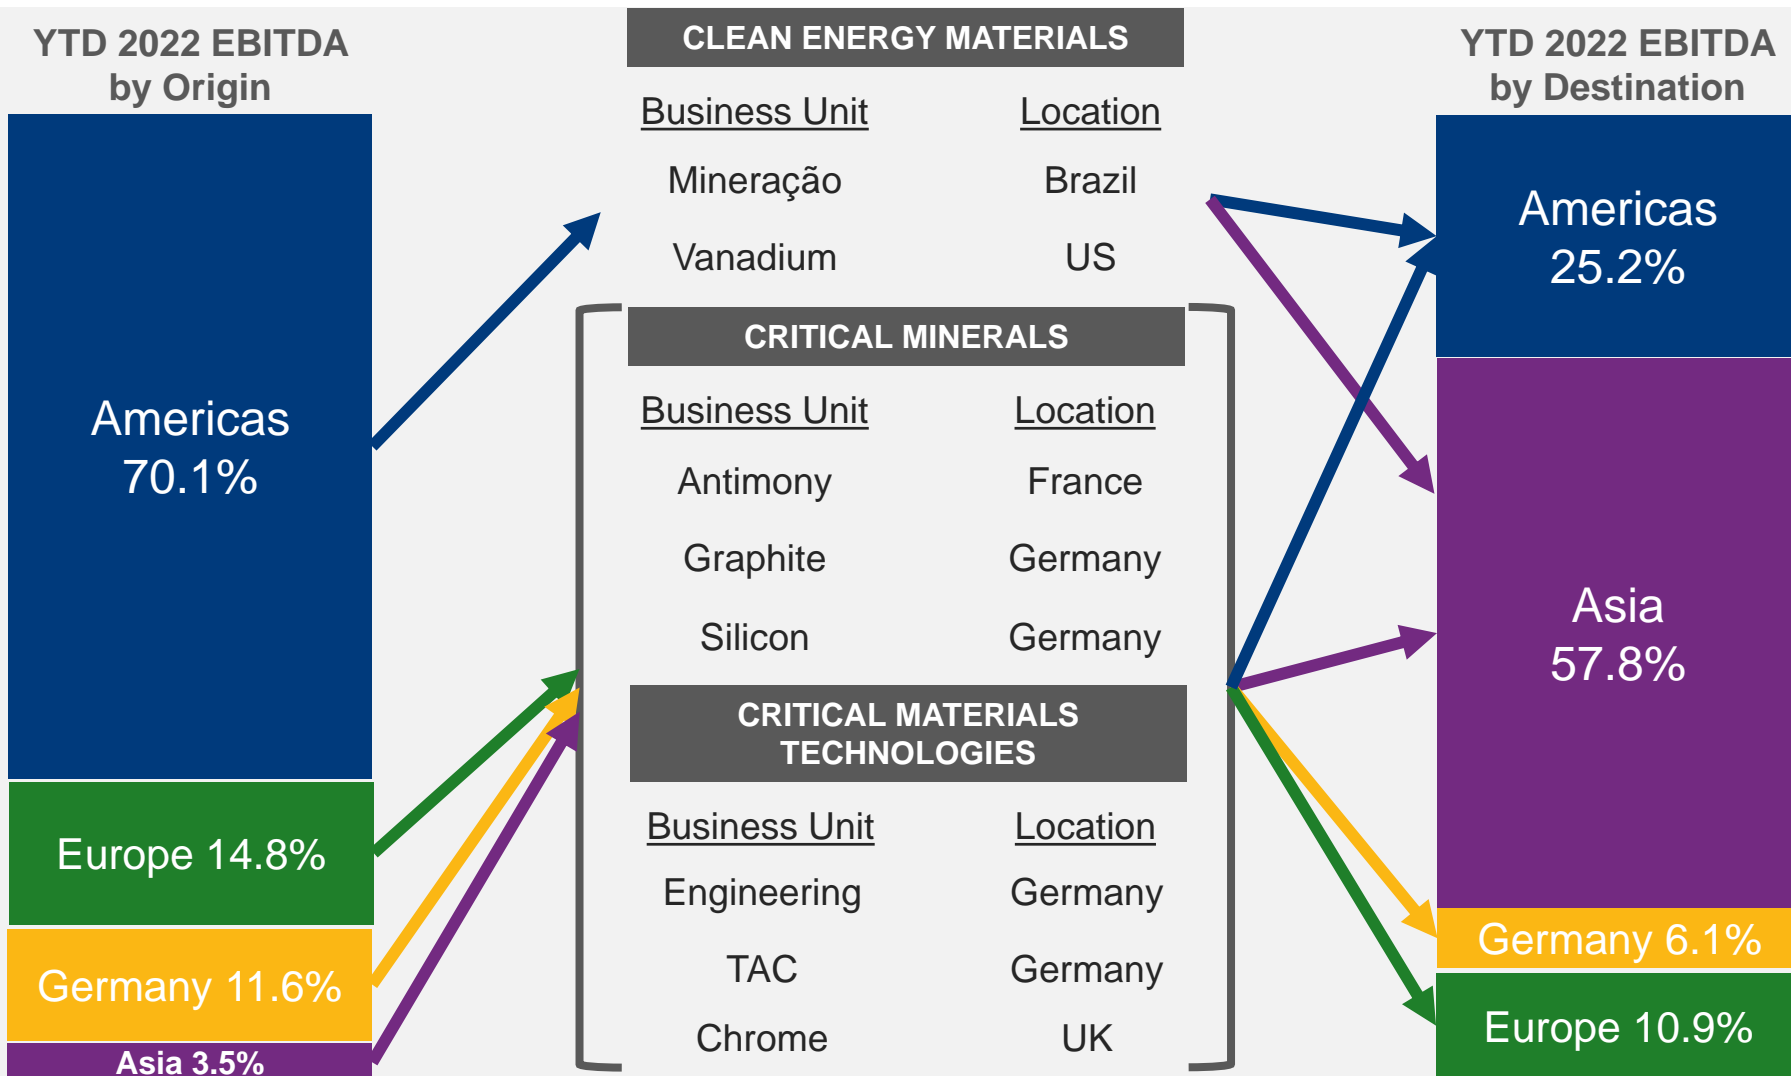 YTD 2022 EBITDA
by Origin
Americas
70.1%
Europe 14.8%
Germany 11.6%
Asia 3.5%
CLEAN ENERGY MATERIALS
Business Unit Location
Mineração Brazil
Vanadium US
CRITICAL MINERALS
Business Unit Location
Antimony France
Graphite Germany
Silicon Germany
CRITICAL MATERIALS
TECHNOLOGIES
Business Unit Location
Engineering Germany
TAC Germany
Chrome UK
YTD 2022 EBITDA
by Destination
Americas
25.2%
Asia
57.8%
Germany 6.1%
Europe 10.9%